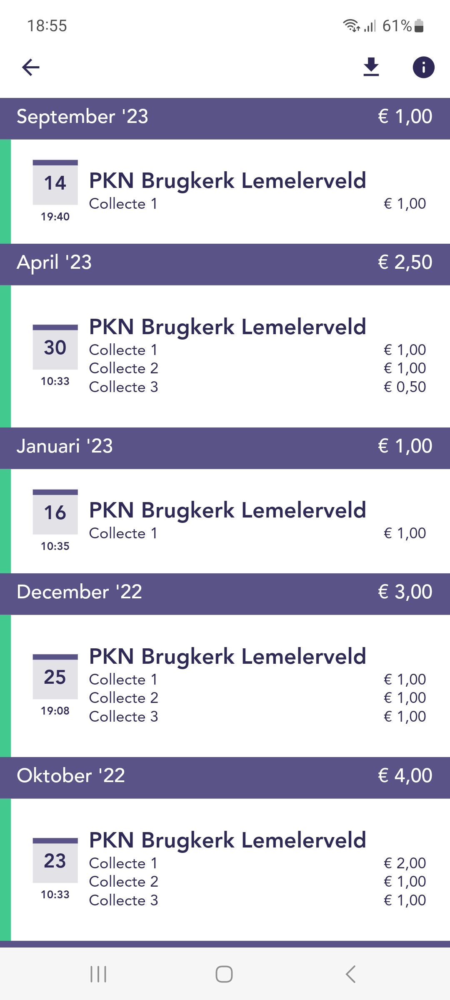 18:55
61%
September '23 € 1,00
14 PKN Brugkerk Lemelerveld
Collecte 1 € 1,00
19:40
April '23 € 2,50
PKN Brugkerk Lemelerveld
30 Collecte 1 € 1,00
Collecte 2 € 1,00
10:33 Collecte 3 € 0,50
Januari '23 € 1,00
16 PKN Brugkerk Lemelerveld
Collecte 1 € 1,00
10:35
December '22 € 3,00
PKN Brugkerk Lemelerveld
25 Collecte 1 € 1,00
Collecte 2 € 1,00
19:08 Collecte 3 € 1,00
Oktober '22 € 4,00
PKN Brugkerk Lemelerveld
23 Collecte 1 € 2,00
Collecte 2 € 1,00
10:33 Collecte 3 € 1,00